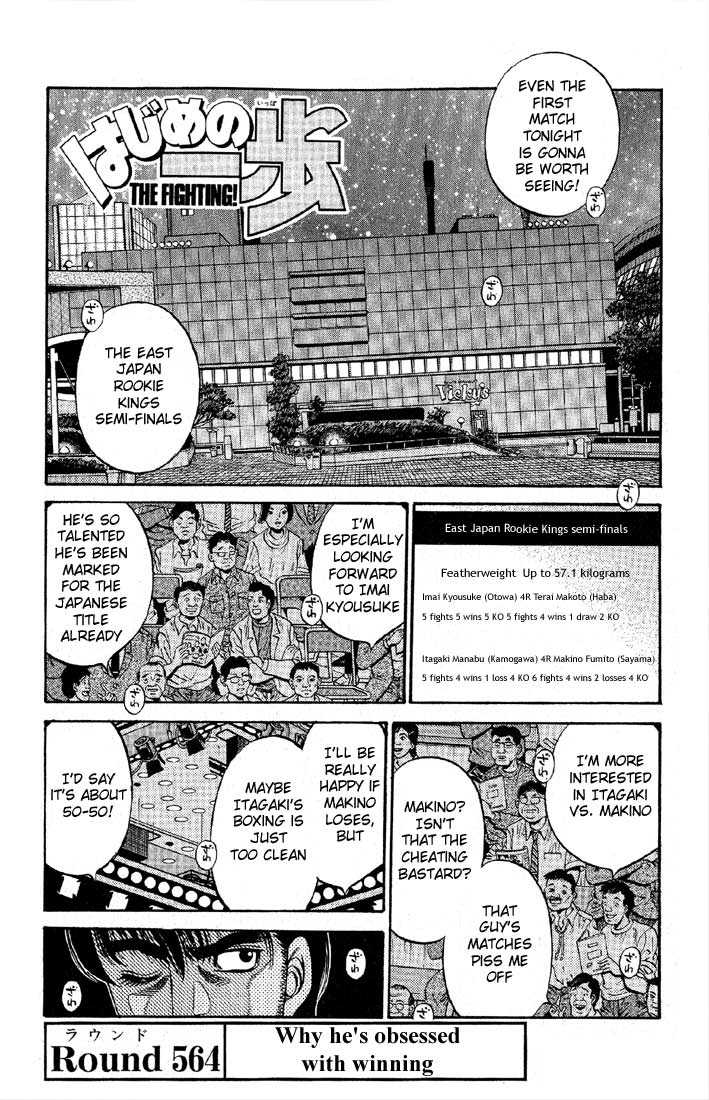 はじめの一歩
いっぽ
THE FIGHTING!
EVEN THE
FIRST
MATCH
TONIGHT
IS GONNA
BE WORTH
SEEING!
THE EAST
JAPAN
ROOKIE
KINGS
SEMI-FINALS
Vicky's
I'M
ESPECIALLY
LOOKING
FORWARD
TO IMAI
KYOUSUKE
HE'S SO
TALENTED
HE'S BEEN
MARKED
FOR THE
JAPANESE
TITLE
ALREADY
East Japan Rookie Kings semi-finals
Featherweight Up to 57.1 kilograms
Imai Kyousuke (Otowa) 4R Terai Makoto (Haba)
5 fights 5 wins 5 KO 5 fights 4 wins 1 draw 2 KO
Itagaki Manabu (Kamogawa) 4R Makino Fumito (Sayama)
5 fights 4 wins 1 loss 4 KO 6 fights 4 wins 2 losses 4 KO
I'M MORE
INTERESTED
IN ITAGAKI
VS. MAKINO
MAKINO?
ISN'T
THAT THE
CHEATING
BASTARD?
THAT
GUY'S
MATCHES
PISS ME
OFF
I'LL BE
REALLY
HAPPY IF
MAKINO
LOSES,
BUT
MAYBE
ITAGAKI'S
BOXING IS
JUST
TOO CLEAN
I'D SAY
IT'S ABOUT
50-50!
ラウンド
Round 564
Why he's obsessed
with winning